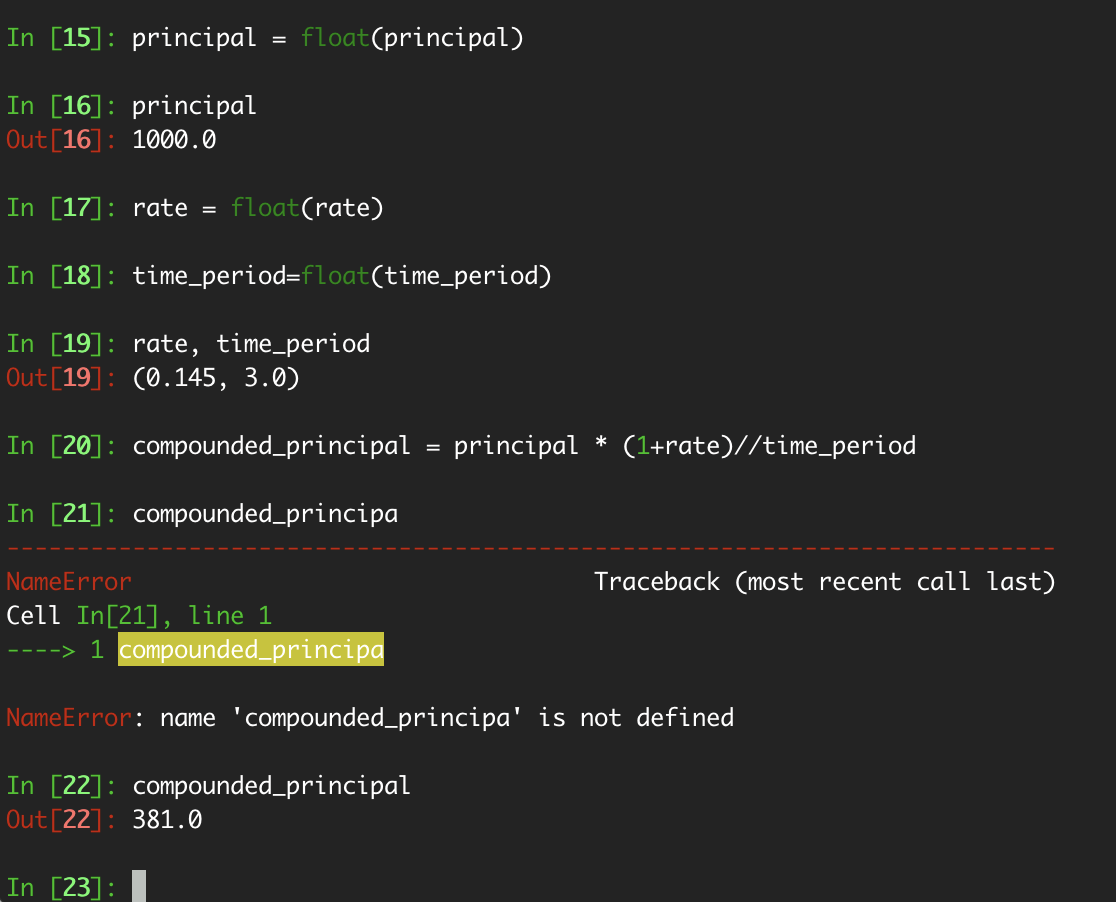 In [15]: principal = float(principal)
In [16]: principal
Out[16]: 1000.0
In [17]: rate = float(rate)
In [18]: time_period=float(time_period)
In [19]: rate, time_period
Out[19]: (0.145, 3.0)
In [20]: compounded_principal = principal * (1+rate)//time_period
In [21]: compounded_principa
---------------------------------------------------------------------------
NameError                                 Traceback (most recent call last)
Cell In[21], line 1
----> 1 compounded_principa
NameError: name 'compounded_principa' is not defined
In [22]: compounded_principal
Out[22]: 381.0
In [23]: